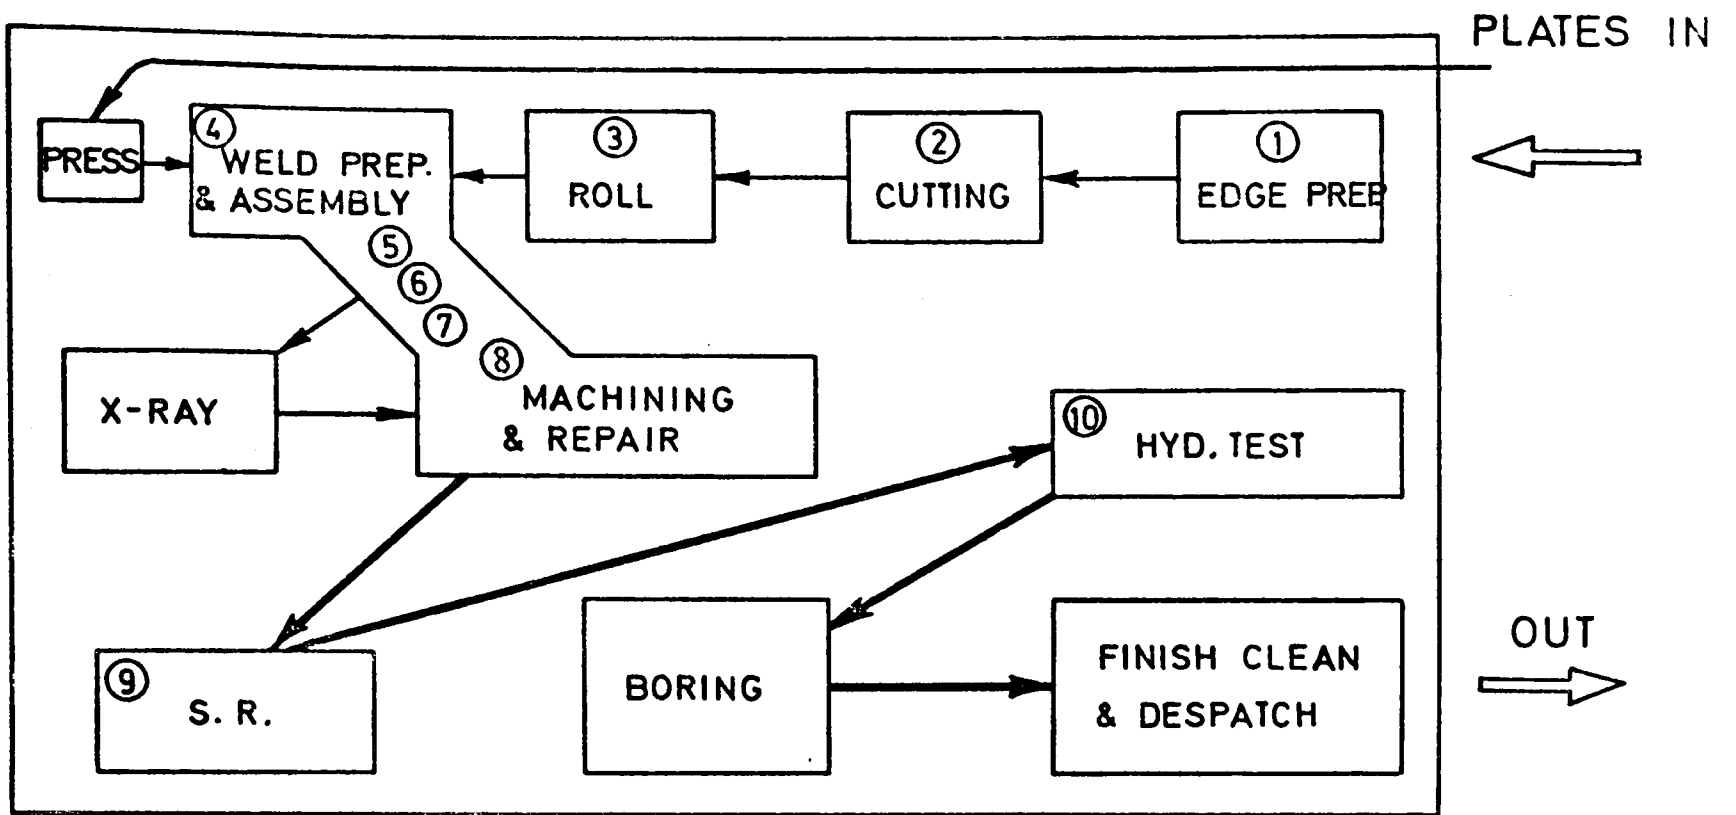 PLATES IN
PRESS
④
WELD PREP.
& ASSEMBLY
③
ROLL
②
CUTTING
①
EDGE PREP
⑤
⑥
⑦
⑧
MACHINING
& REPAIR
X-RAY
⑩
HYD. TEST
⑨
S. R.
BORING
FINISH CLEAN
& DESPATCH
OUT